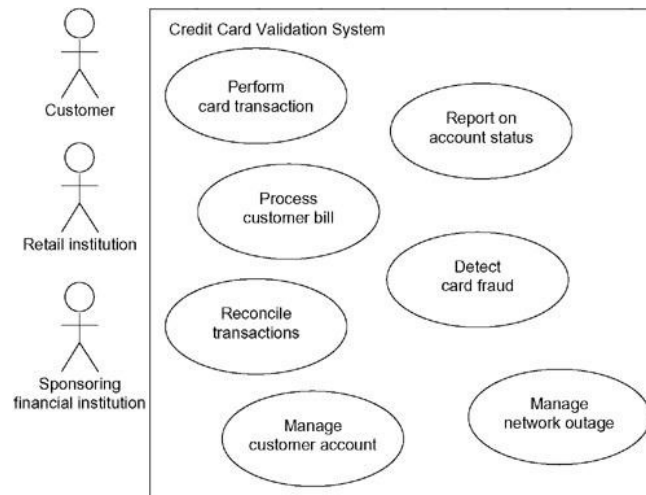 Credit Card Validation System
Customer
Perform
card transaction
Report on
account status
Retail institution
Process
customer bill
Detect
card fraud
Sponsoring
financial institution
Reconcile
transactions
Manage
customer account
Manage
network outage